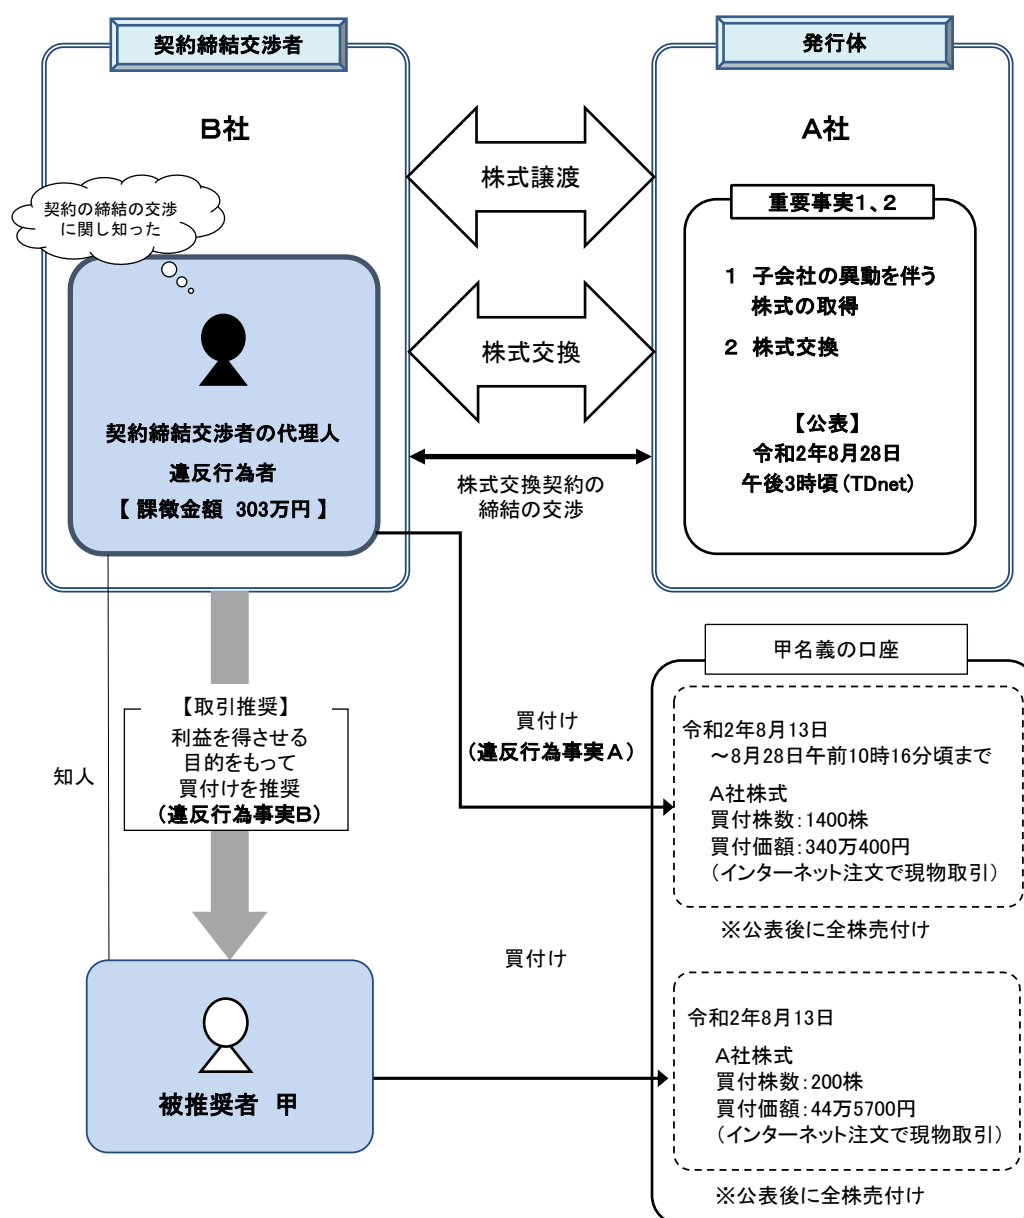 契約締結交渉者
発行体
B社
A社
契約の締結の交渉
に関し知った
株式譲渡
重要事実1、2
1 子会社の異動を伴う
株式の取得
2 株式交換
株式交換
【公表】
令和2年8月28日
午後3時頃(TDnet)
契約締結交渉者の代理人
違反行為者
【 課徴金額 303万円 】
株式交換契約の
締結の交渉
甲名義の口座
【取引推奨】
利益を得させる
目的をもって
買付けを推奨
(違反行為事実B)
知人
買付け
(違反行為事実A)
令和2年8月13日
~8月28日午前10時16分頃まで
A社株式
買付株数:1400株
買付価額:340万400円
(インターネット注文で現物取引)
※公表後に全株売付け
買付け
被推奨者 甲
令和2年8月13日
A社株式
買付株数:200株
買付価額:44万5700円
(インターネット注文で現物取引)
※公表後に全株売付け